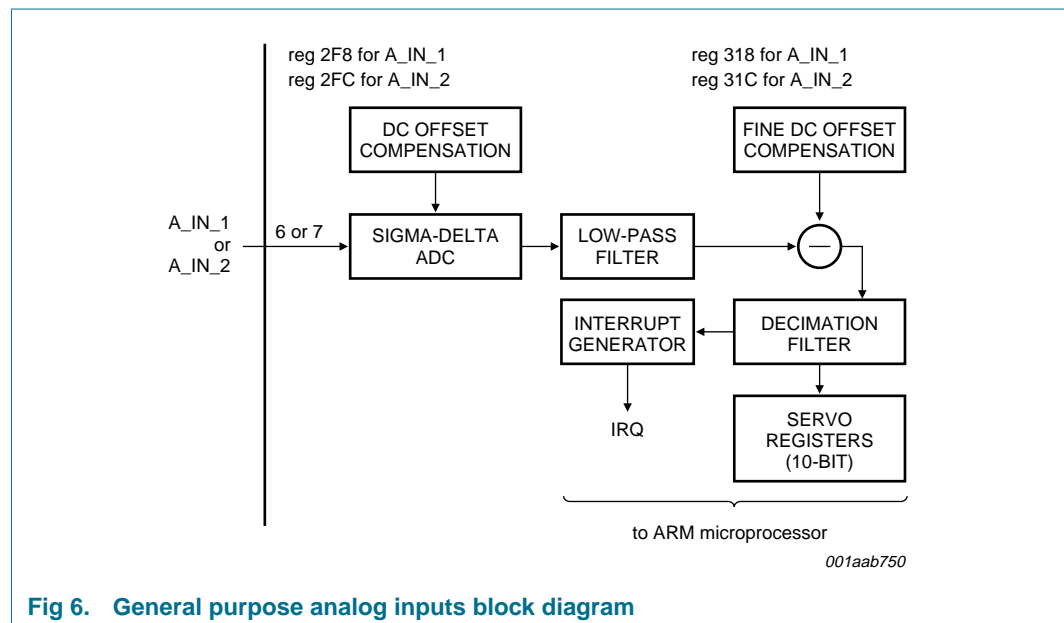 reg 2F8 for A_IN_1
reg 2FC for A_IN_2
reg 318 for A_IN_1
reg 31C for A_IN_2
DC OFFSET
COMPENSATION
FINE DC OFFSET
COMPENSATION
A_IN_1
or
A_IN_2
6 or 7
SIGMA-DELTA
ADC
LOW-PASS
FILTER
—
INTERRUPT
GENERATOR
DECIMATION
FILTER
IRQ
SERVO
REGISTERS
(10-BIT)
to ARM microprocessor
001aab750
Fig 6. General purpose analog inputs block diagram